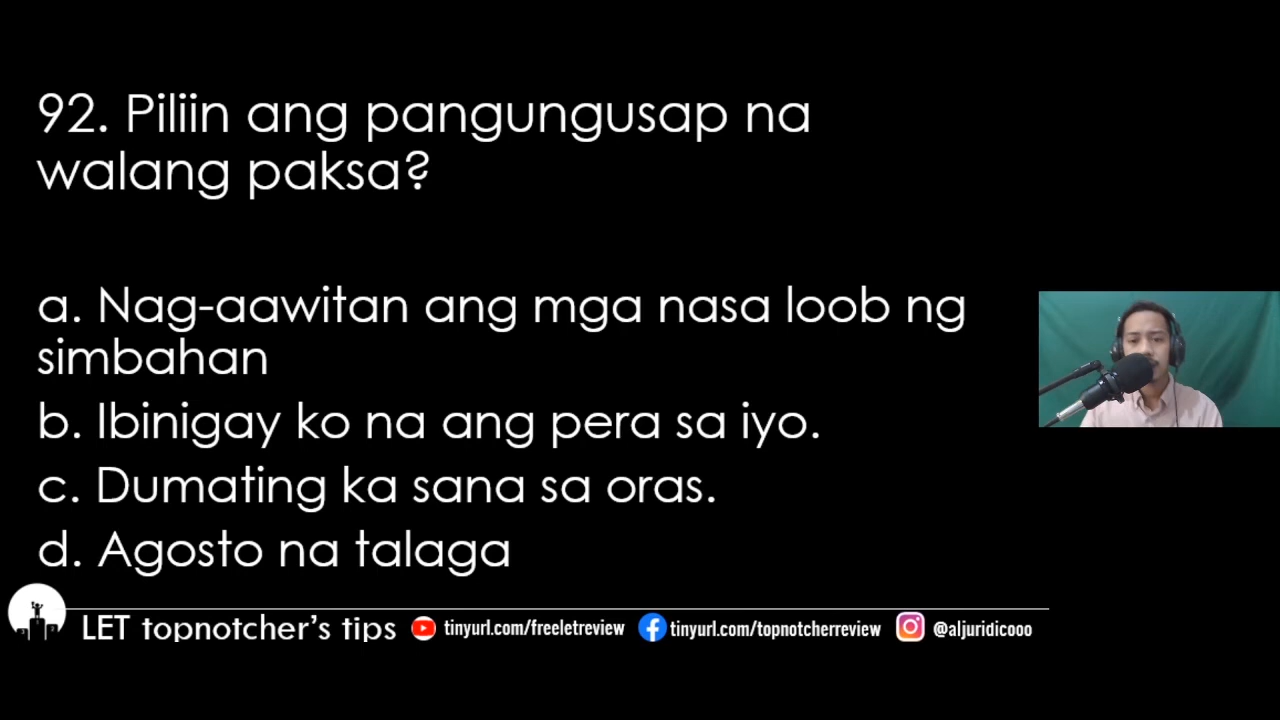 92. Piliin ang pangungusap na
walang paksa?
a. Nag-aawitan ang mga nasa loob ng
simbahan
b. Ibinigay ko na ang pera sa iyo.
c. Dumating ka sana sa oras.
d. Agosto na talaga
LET topnotcher's tips tinyurl.com/freeletreview tinyurl.com/topnotcherreview @aljuridicooo